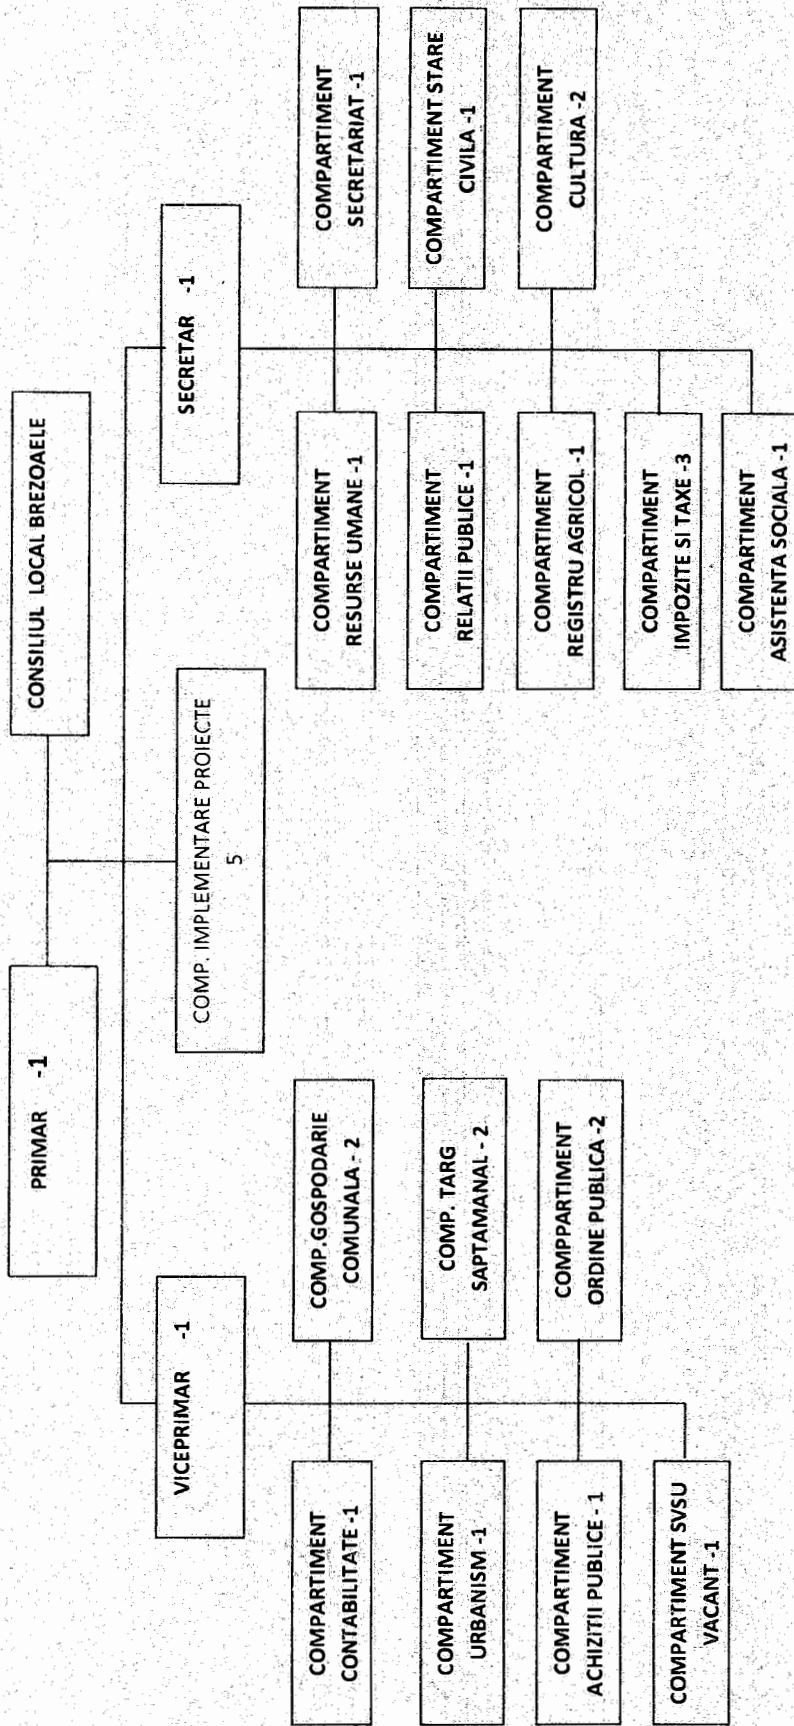 PRIMAR -1
CONSILIUL LOCAL BREZOAELE
VICEPRIMAR -1
COMP. IMPLEMENTARE PROIECTE
5
SECRETAR -1
COMPARTIMENT
CONTABILITATE -1
COMP.GOSPODARIE
COMUNALA - 2
COMPARTIMENT
URBANISM -1
COMP. TARG
SAPTAMANAL - 2
COMPARTIMENT
ACHIZITII PUBLICE - 1
COMPPARTIMENT
ORDINE PUBLICA -2
COMPARTIMENT SVSU
VACANT -1
COMPARTIMENT
RESURSE UMANE -1
COMPARTIMENT
SECRETARIAT -1
COMPARTIMENT
RELATII PUBLICE -1
COMPARTIMENT STARE
CIVILA -1
COMPARTIMENT
REGISTRU AGRICOL -1
COMPARTIMENT
CULTURA -2
COMPARTIMENT
IMPOZITE SI TAXE -3
COMPARTIMENT
ASISTENTA SOCIALA -1